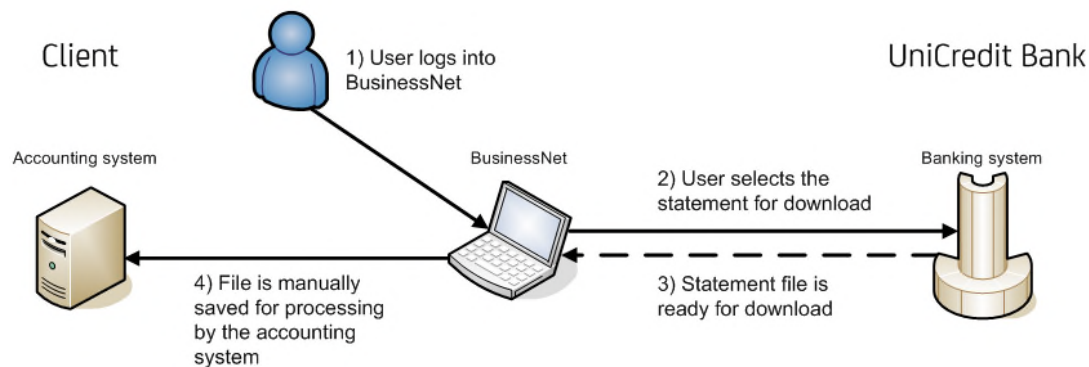 Client
1) User logs into
BusinessNet
UniCredit Bank
Accounting system
BusinessNet
Banking system
2) User selects the
statement for download
3) Statement file is
ready for download
4) File is manually
saved for processing
by the accounting
system